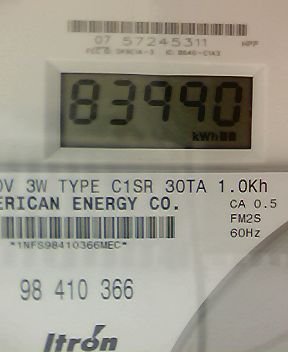 07 57245311
83990
kWh
0V 3W TYPE C1SR 30TA 1.0Kh
ERICAN ENERGY CO.
CA 0.5
FM2S
60Hz
*1NFS98410366MEC*
98 410 366
Itron